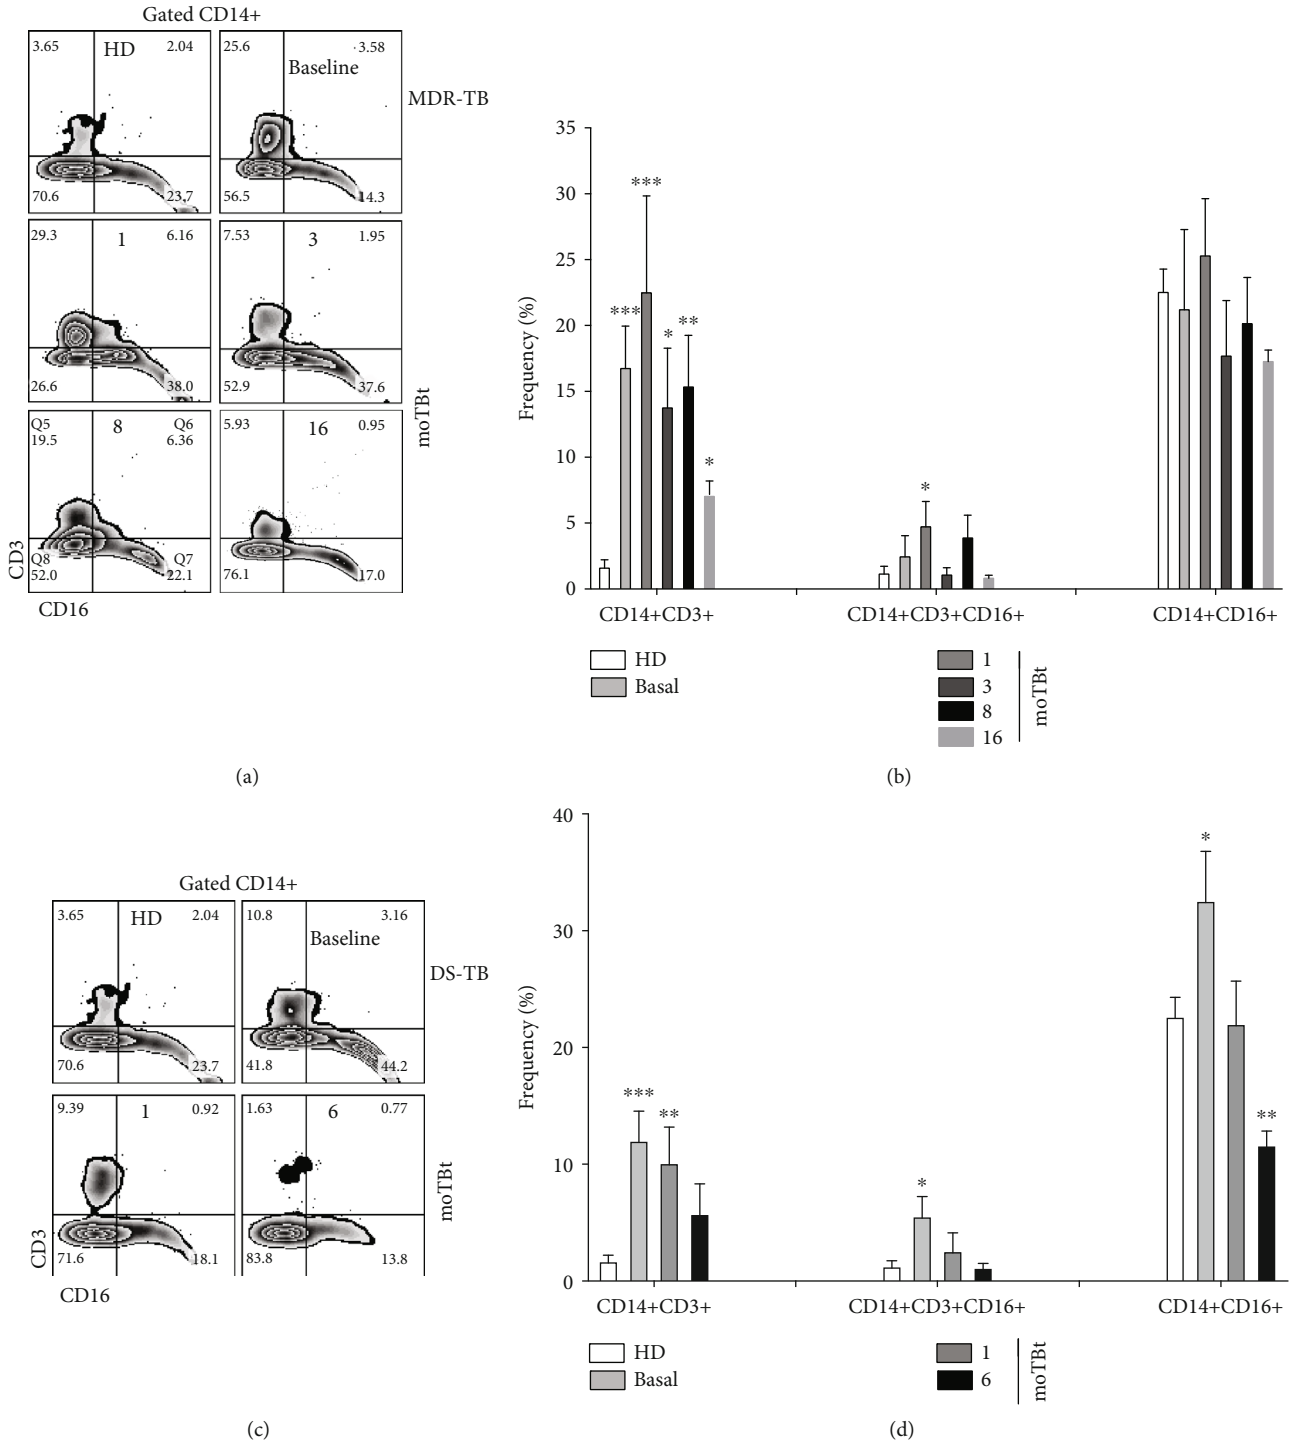 Gated CD14+
3.65 HD 2.04
25.6 3.58
Baseline
MDR-TB
70.6 23.7
56.5 14.3
29.3 1 6.16
7.53 3 1.95
26.6 38.0
52.9 37.6
Q5 8 Q6
19.5 6.36
5.93 16 0.95
Q8 Q7
52.0 22.1
76.1 17.0
CD3
CD16
moTBt
(a)
35
30
25
20
15
10
5
0
Frequency (%)
***
***
*
**
*
*
CD14+CD3+
CD14+CD3+CD16+
CD14+CD16+
HD
Basal
1
3
8
16
moTBt
(b)
Gated CD14+
3.65 HD 2.04
10.8 3.16
Baseline
DS-TB
70.6 23.7
41.8 44.2
9.39 1 0.92
1.63 6 0.77
71.6 18.1
83.8 13.8
CD3
CD16
moTBt
(c)
40
30
20
10
0
Frequency (%)
***
**
*
*
**
CD14+CD3+
CD14+CD3+CD16+
CD14+CD16+
HD
Basal
1
6
moTBt
(d)